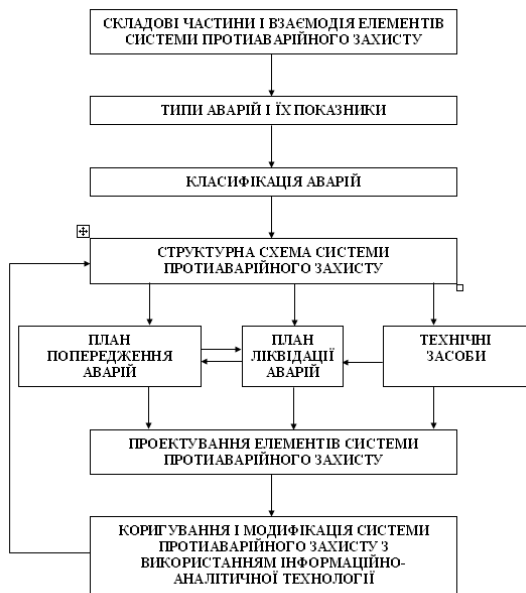 СКЛАДОВІ ЧАСТИНИ І ВЗАЄМОДІЯ ЕЛЕМЕНТІВ
СИСТЕМИ ПРОТИАВАРІЙНОГО ЗАХИСТУ
ТИПИ АВАРІЙ І ЇХ ПОКАЗНИКИ
КЛАСИФІКАЦІЯ АВАРІЙ
СТРУКТУРНА СХЕМА СИСТЕМИ
ПРОТИАВАРІЙНОГО ЗАХИСТУ
ПЛАН
ПОПЕРЕДЖЕННЯ
АВАРІЙ
ПЛАН
ЛІКВІДАЦІЇ
АВАРІЙ
ТЕХНІЧНІ
ЗАСОБИ
ПРОЕКТУВАННЯ ЕЛЕМЕНТІВ СИСТЕМИ
ПРОТИАВАРІЙНОГО ЗАХИСТУ
КОРИГУВАННЯ І МОДИФІКАЦІЯ СИСТЕМИ
ПРОТИАВАРІЙНОГО ЗАХИСТУ З
ВИКОРИСТАННЯМ ІНФОРМАЦІЙНО-
АНАЛІТИЧНОЇ ТЕХНОЛОГІЇ